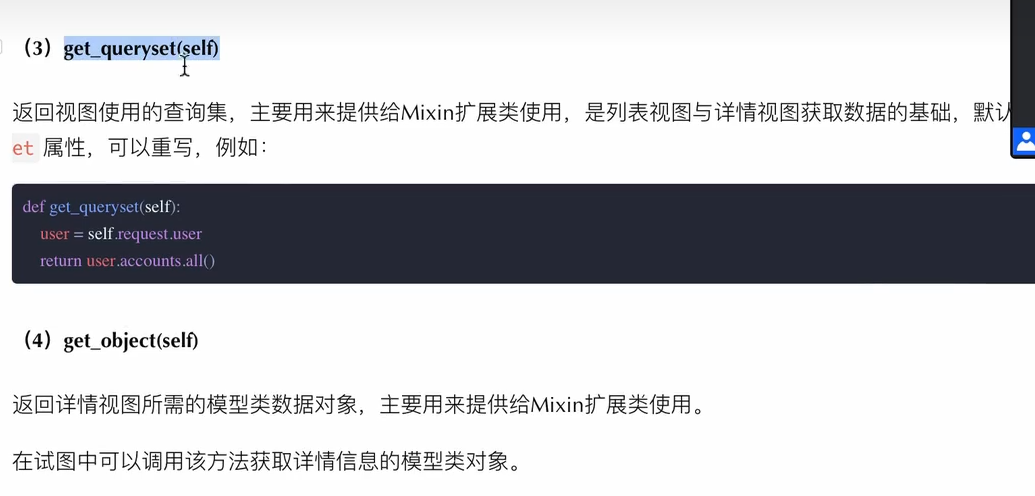 （3）get_queryset(self)
返回视图使用的查询集，主要用来提供给Mixin扩展类使用，是列表视图与详情视图获取数据的基础，默认
et 属性，可以重写，例如：
def get_queryset(self):
user = self.request.user
return user.accounts.all()
（4）get_object(self)
返回详情视图所需的模型类数据对象，主要用来提供给Mixin扩展类使用。
在试图中可以调用该方法获取详情信息的模型类对象。